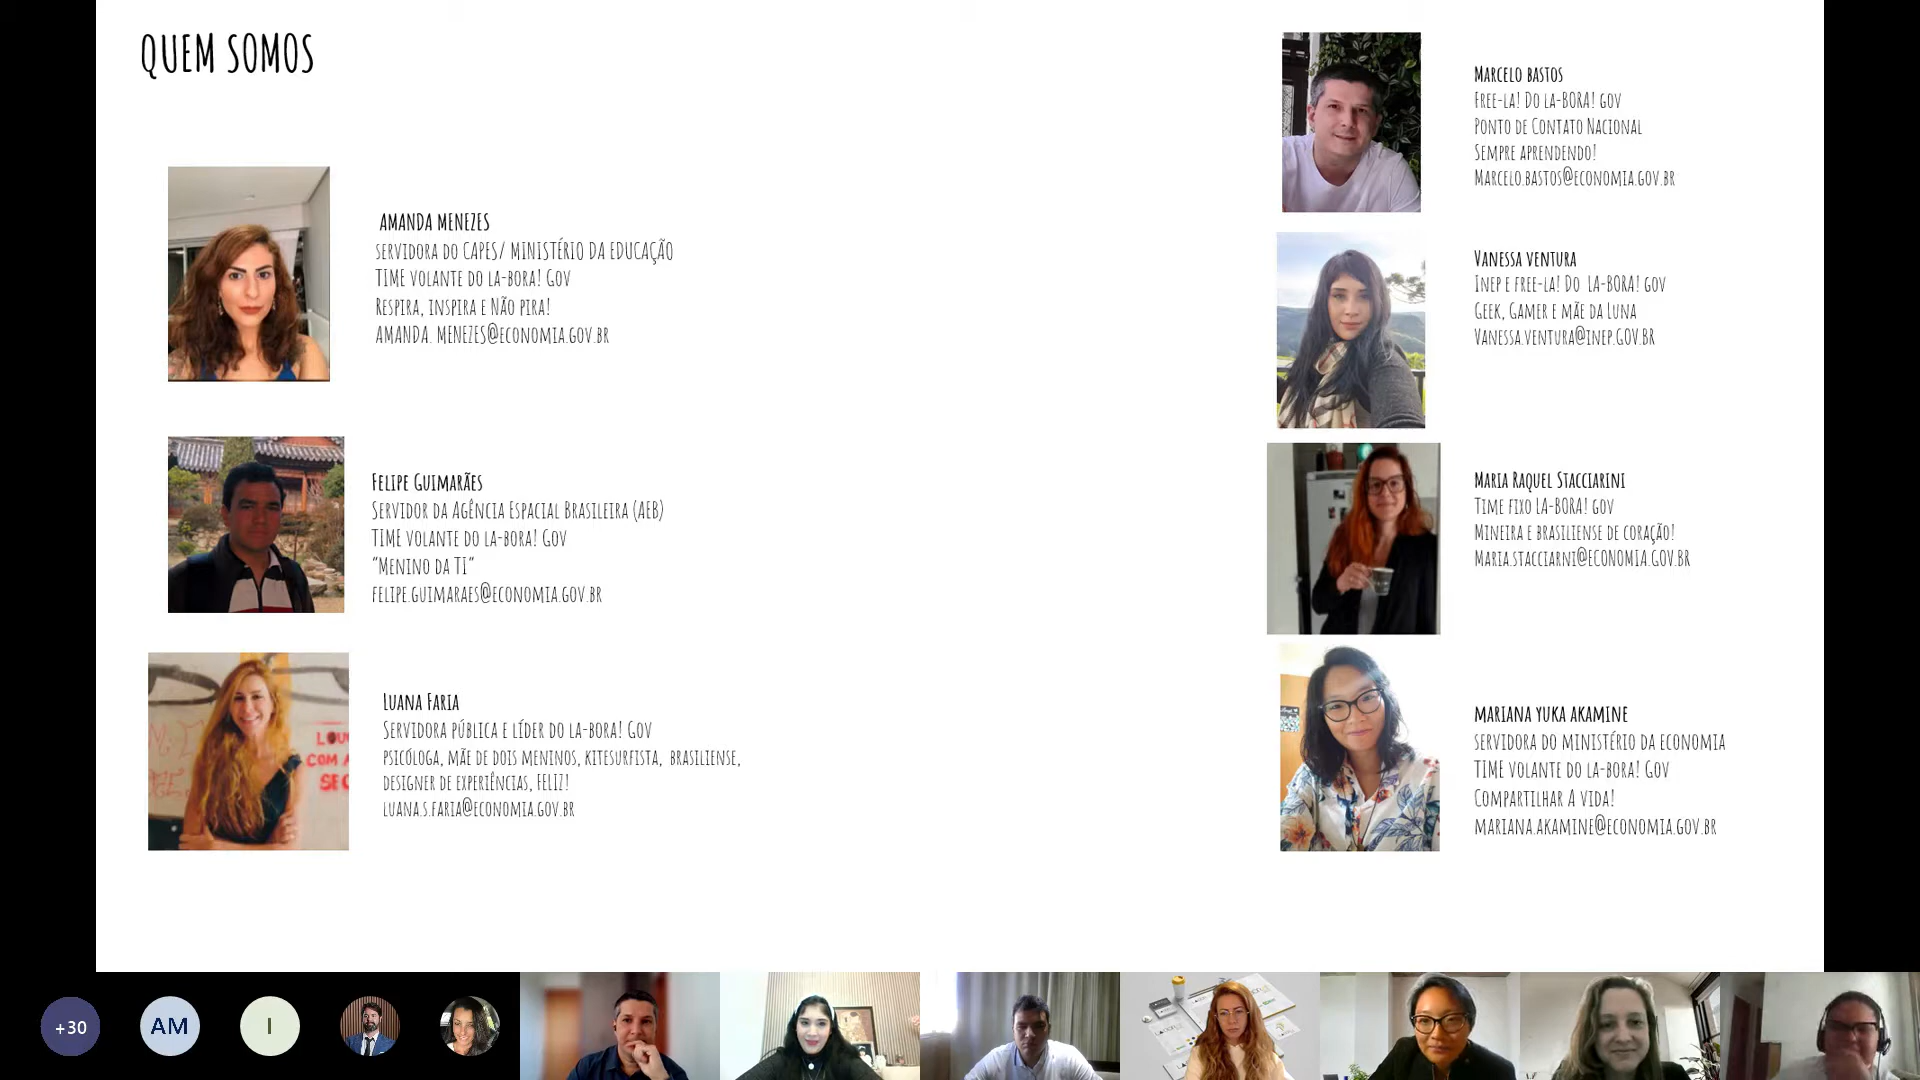 QUEM SOMOS
AMANDA MENEZES
SERVIDORA DO CAPES/ MINISTÉRIO DA EDUCAÇÃO
TIME VOLANTE DO LA-BORA! GOV
RESPIRA, INSPIRA E NÃO PIRA!
AMANDA. MENEZES@ECONOMIA.GOV.BR
FELIPE GUIMARÃES
SERVIDOR DA AGÊNCIA ESPACIAL BRASILEIRA (AEB)
TIME VOLANTE DO LA-BORA! GOV
"MENINO DA TI"
FELIPE.GUIMARAES@ECONOMIA.GOV.BR
LOU
COM A
SEC
LUANA FARIA
SERVIDORA PÚBLICA E LÍDER DO LA-BORA! GOV
PSICÓLOGA, MÃE DE DOIS MENINOS, KITESURFISTA, BRASILIENSE,
DESIGNER DE EXPERIÊNCIAS, FELIZ!
LUANA.S.FARIA@ECONOMIA.GOV.BR
MARCELO BASTOS
FREE-LA! DO LA-BORA! GOV
PONTO DE CONTATO NACIONAL
SEMPRE APRENDENDO!
MARCELO.BASTOS@ECONOMIA.GOV.BR
VANESSA VENTURA
INEP E FREE-LA! DO LA-BORA! GOV
GEEK, GAMER E MÃE DA LUNA
VANESSA.VENTURA@INEP.GOV.BR
MARIA RAQUEL STACCIARINI
TIME FIXO LA-BORA! GOV
MINEIRA E BRASILIENSE DE CORAÇÃO!
MARIA.STACCIARNI@ECONOMIA.GOV.BR
MARIANA YUKA AKAMINE
SERVIDORA DO MINISTÉRIO DA ECONOMIA
TIME VOLANTE DO LA-BORA! GOV
COMPARTILHAR A VIDA!
MARIANA.AKAMINE@ECONOMIA.GOV.BR
+30
AM
I